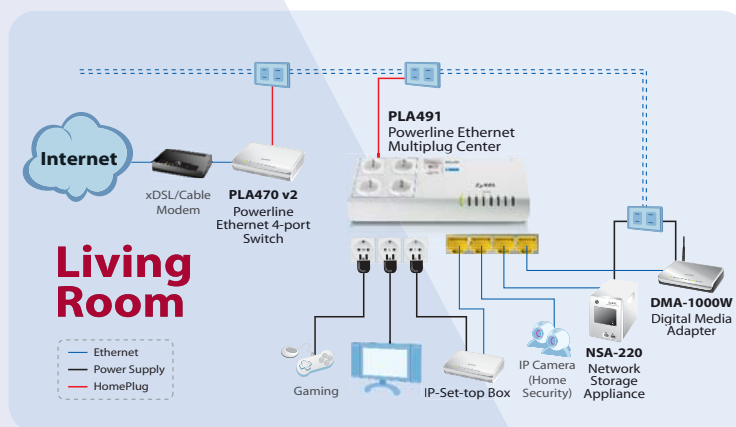 PLA491
Powerline Ethernet
Multiplug Center
Internet
xDSL/Cable
Modem
PLA470 v2
Powerline
Ethernet 4-port
Switch
ZyXEL
Living
Room
DMA-1000W
Digital Media
Adapter
NSA-220
Network
Storage
Appliance
IP Camera
(Home
Security)
IP-Set-top Box
Gaming
Ethernet
Power Supply
HomePlug